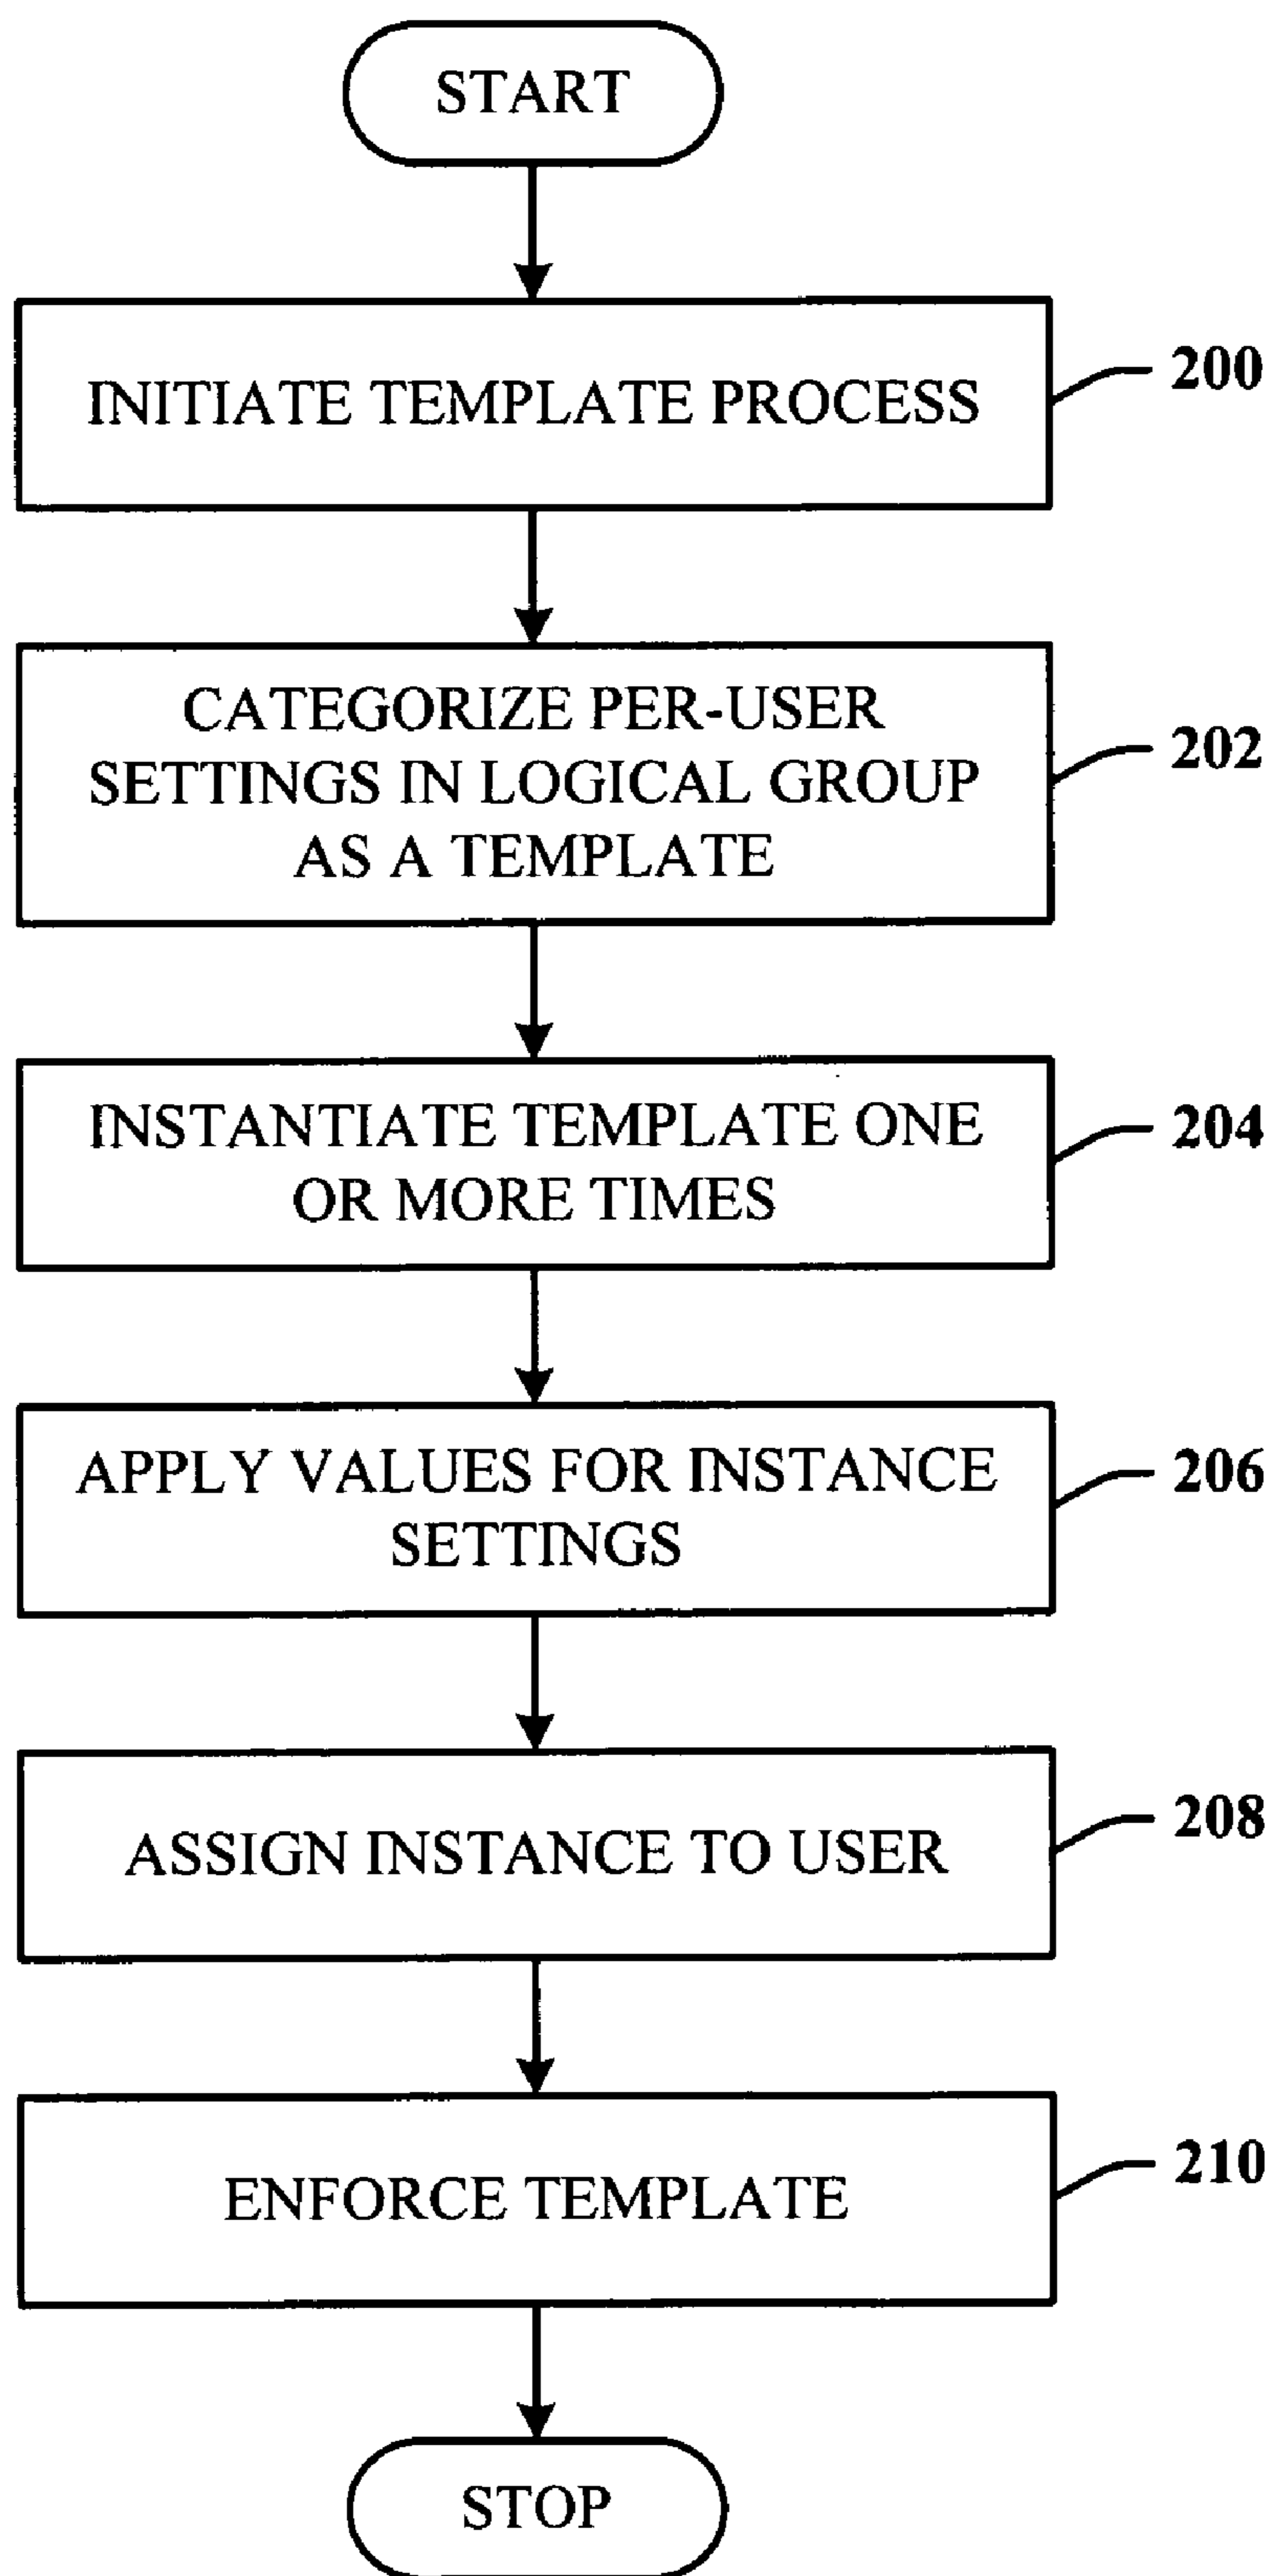 START
INITIATE TEMPLATE PROCESS
200
CATEGORIZE PER-USER
SETTINGS IN LOGICAL GROUP
AS A TEMPLATE
202
INSTANTIATE TEMPLATE ONE
OR MORE TIMES
204
APPLY VALUES FOR INSTANCE
SETTINGS
206
ASSIGN INSTANCE TO USER
208
ENFORCE TEMPLATE
210
STOP